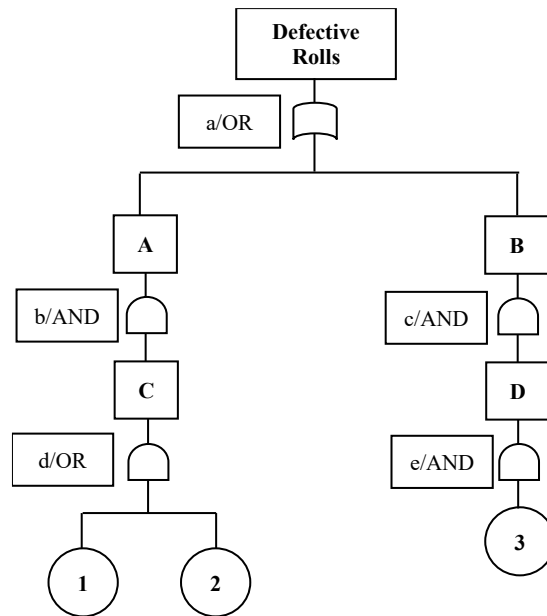 Defective
Rolls
a/OR
A
B
b/AND
c/AND
C
D
d/OR
e/AND
3
1
2